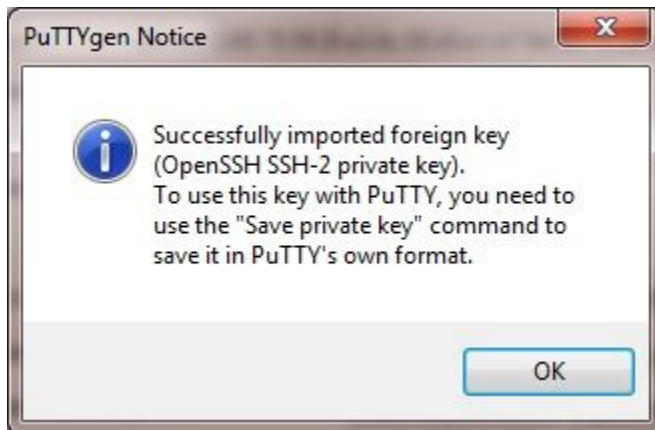 PuTTYgen Notice
Successfully imported foreign key
(OpenSSH SSH-2 private key).
To use this key with PuTTY, you need to
use the "Save private key" command to
save it in PuTTY's own format.
OK